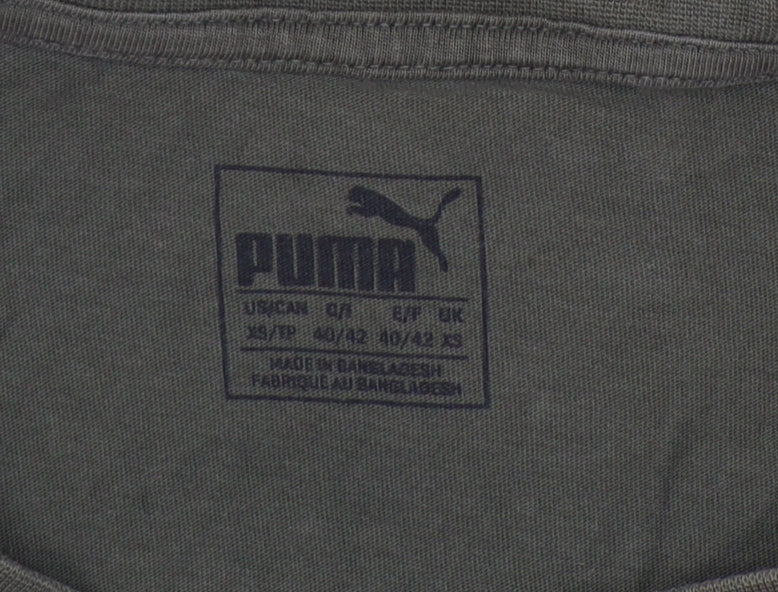 PUMA
US/CAN D/I E/F UK
XS/TP 40/42 40/42 XS
MADE IN BANGLADESH
FABRIQUÉ AU BANGLADESH